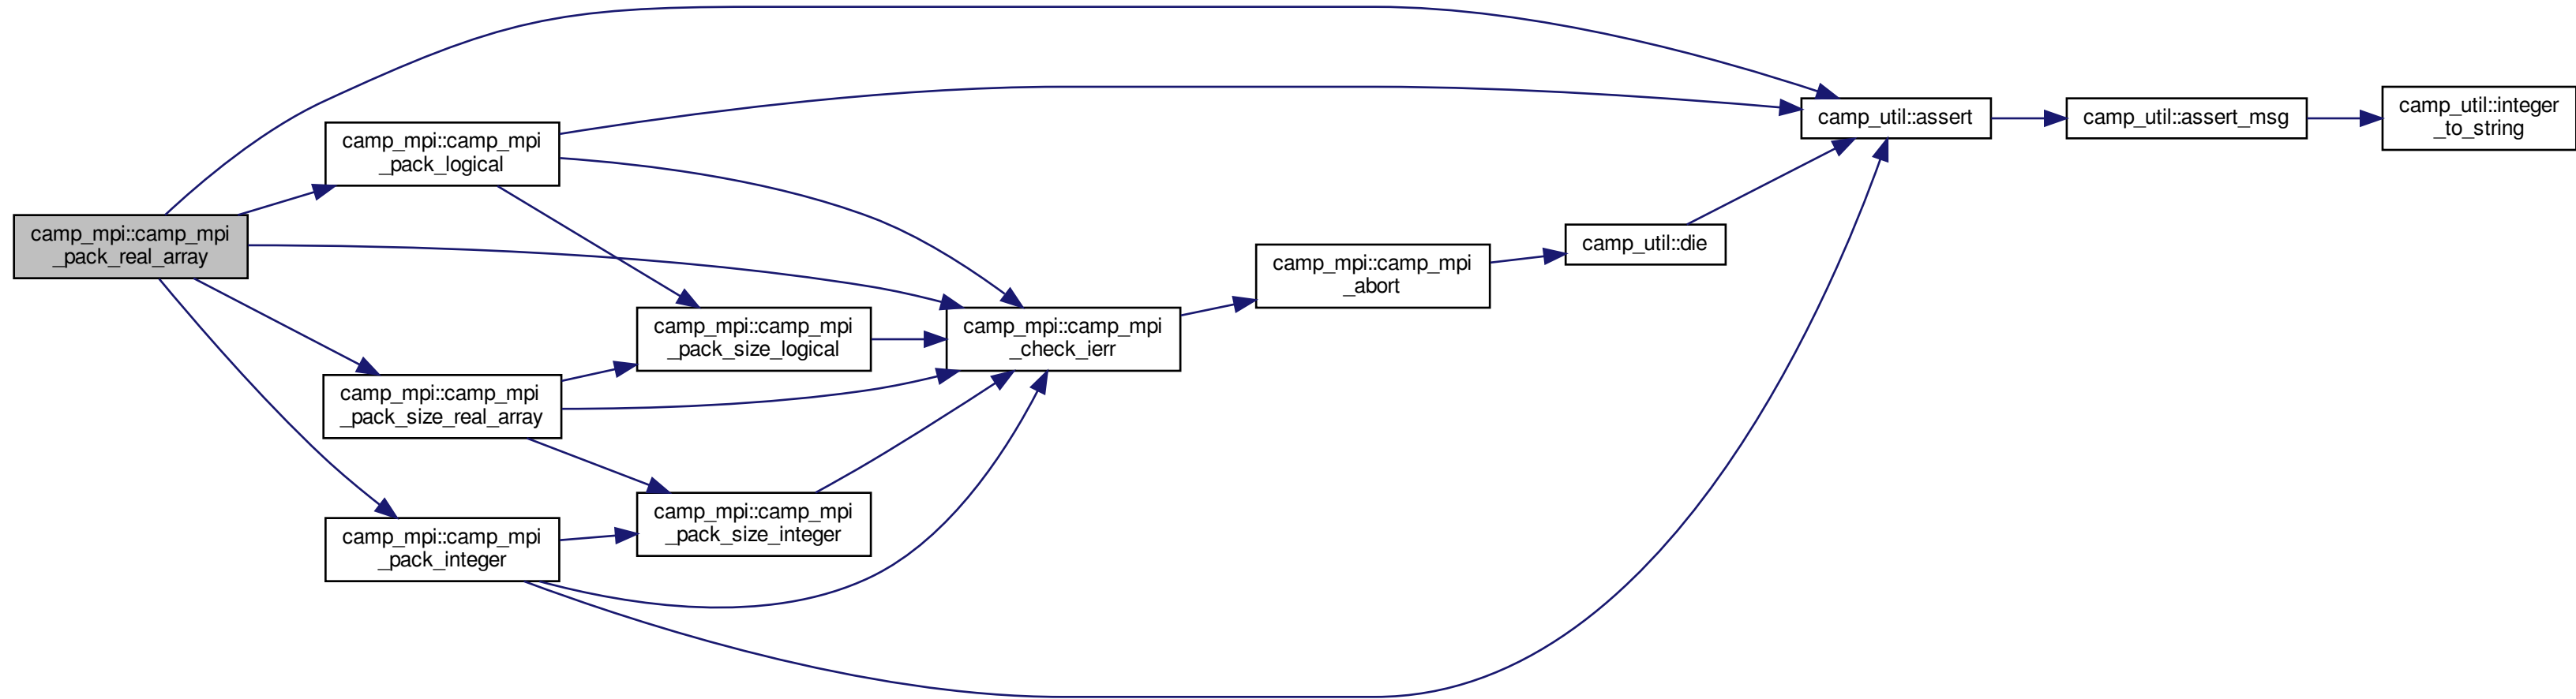 camp_mpi::camp_mpi
_pack_real_array
camp_mpi::camp_mpi
_pack_logical
camp_mpi::camp_mpi
_pack_size_real_array
camp_mpi::camp_mpi
_pack_integer
camp_mpi::camp_mpi
_pack_size_logical
camp_mpi::camp_mpi
_pack_size_integer
camp_mpi::camp_mpi
_check_ierr
camp_mpi::camp_mpi
_abort
camp_util::die
camp_util::assert
camp_util::assert_msg
camp_util::integer
_to_string